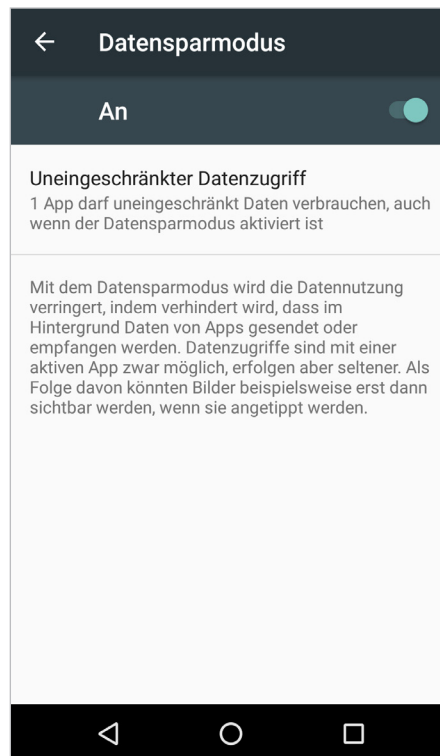 Datensparmodus
An
Uneingeschränkter Datenzugriff
1 App darf uneingeschränkt Daten verbrauchen, auch
wenn der Datensparmodus aktiviert ist
Mit dem Datensparmodus wird die Datennutzung
verringert, indem verhindert wird, dass im
Hintergrund Daten von Apps gesendet oder
empfangen werden. Datenzugriffe sind mit einer
aktiven App zwar möglich, erfolgen aber seltener. Als
Folge davon könnten Bilder beispielsweise erst dann
sichtbar werden, wenn sie angetippt werden.